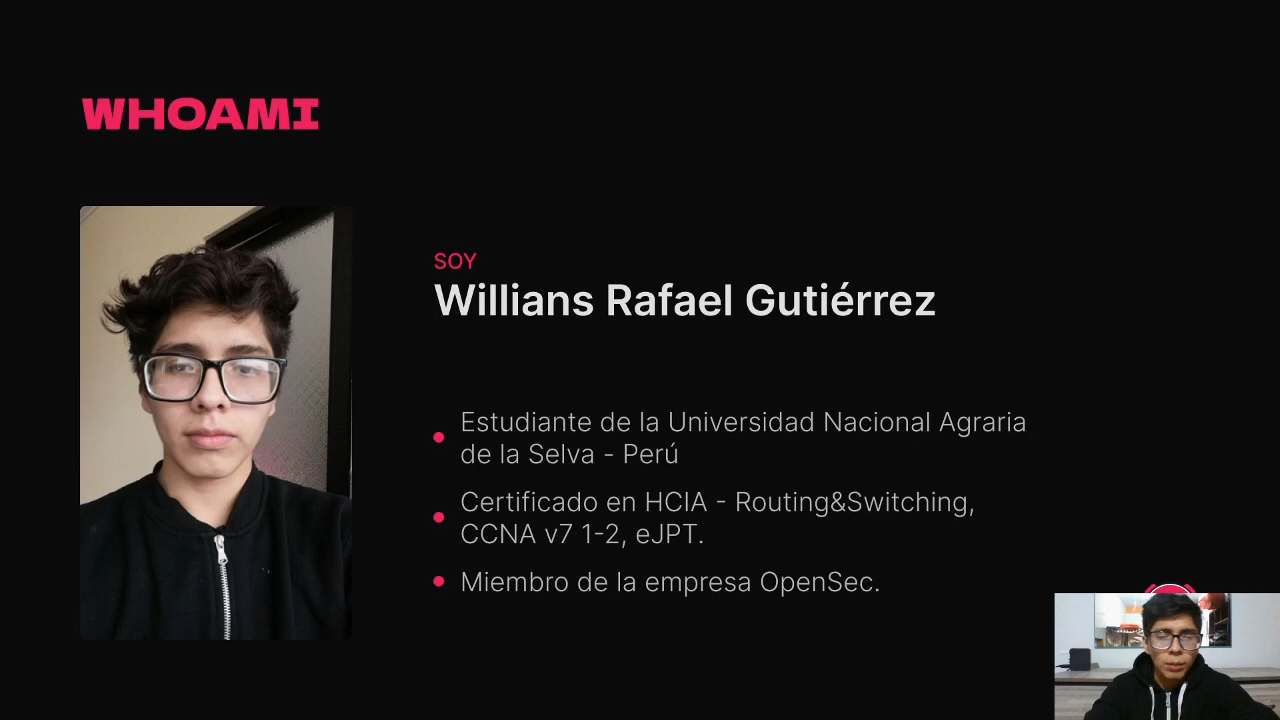 WHOAMI
SOY
Willians Rafael Gutiérrez
Estudiante de la Universidad Nacional Agraria
de la Selva - Perú
Certificado en HCIA - Routing&Switching,
CCNA v7 1-2, eJPT.
Miembro de la empresa OpenSec.